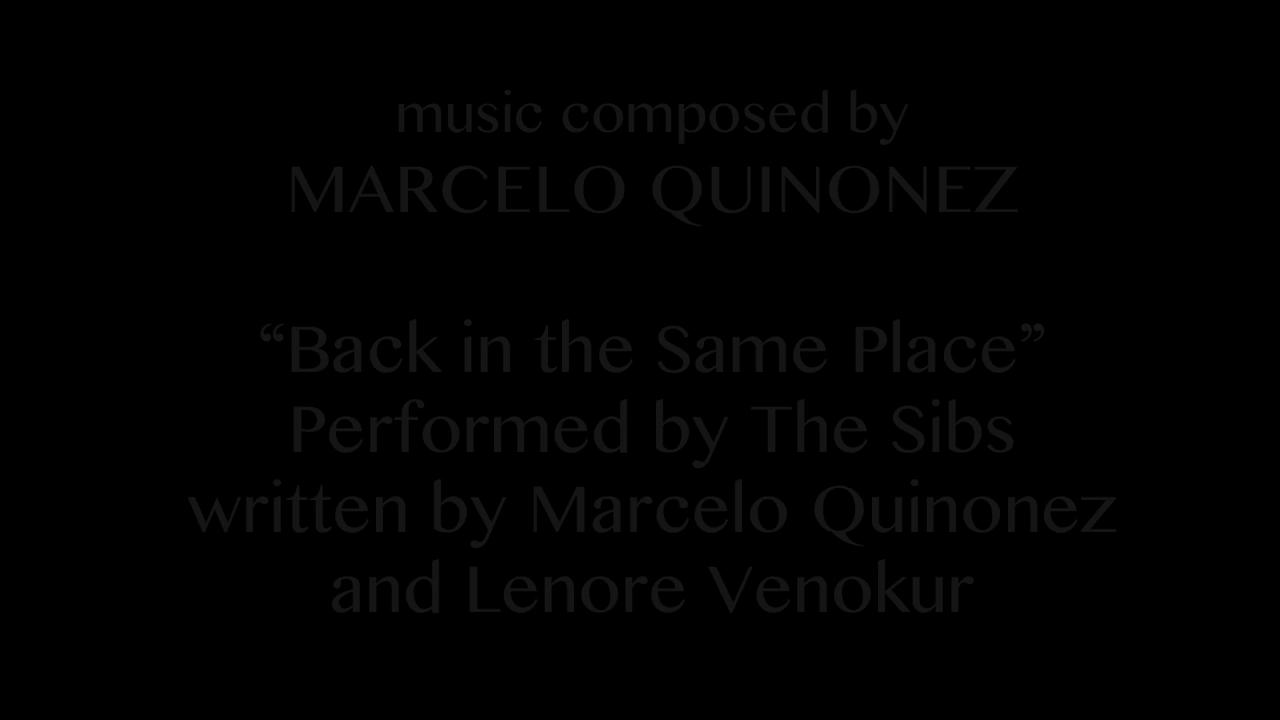 music composed by
MARCELO QUINONEZ
“Back in the Same Place”
Performed by The Sibs
written by Marcelo Quinonez
and Lenore Venokur